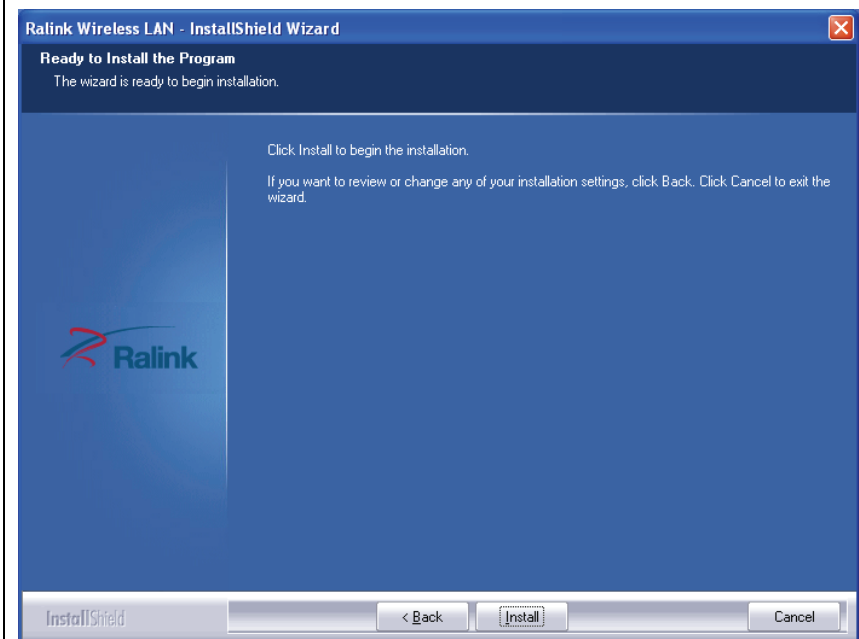 Ralink Wireless LAN - InstallShield Wizard
Ready to Install the Program
The wizard is ready to begin installation.
Click Install to begin the installation.
If you want to review or change any of your installation settings, click Back. Click Cancel to exit the
wizard.
Ralink
InstallShield
< Back
Install
Cancel